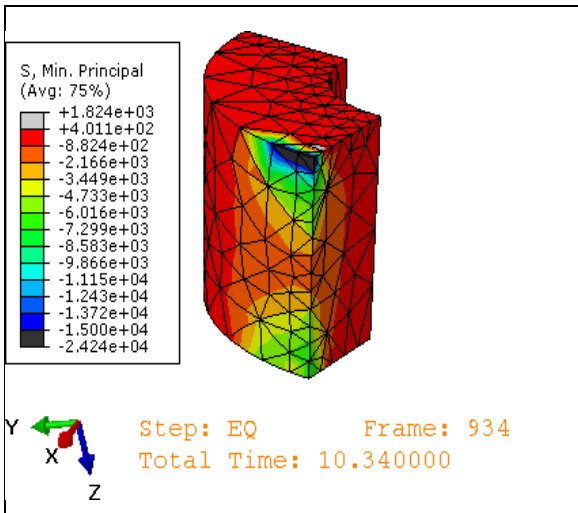 S, Min. Principal
(Avg: 75%)
+1.824e+03
+4.011e+02
-8.824e+02
-2.166e+03
-3.449e+03
-4.733e+03
-6.016e+03
-7.299e+03
-8.583e+03
-9.866e+03
-1.115e+04
-1.243e+04
-1.372e+04
-1.500e+04
-2.424e+04
Y
X
Z
Step: EQ Frame: 934
Total Time: 10.340000